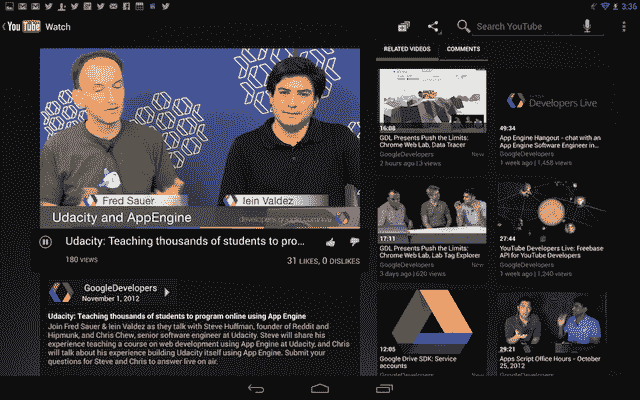 3:36
You Tube Watch
Search YouTube
RELATED VIDEOS COMMENTS
Fred Sauer
Iein Valdez
Udacity and AppEngine
developers.google.com/live
Udacity: Teaching thousands of students to pro...
180 VIEWS
31 LIKES, 0 DISLIKES
GoogleDevelopers
November 1, 2012
Udacity: Teaching thousands of students to program online using App Engine
Join Fred Sauer & Iein Valdez as they talk with Steve Huffman, founder of Reddit and
Hipmunk, and Chris Chew, senior software engineer at Udacity. Steve will share his
experience teaching a course on web development using App Engine at Udacity, and Chris
will talk about his experience building Udacity itself using App Engine. Submit your
questions for Steve and Chris to answer live on air.
16:08
GDL Presents Push the Limits:
Chrome Web Lab, Data Tracer
GoogleDevelopers New
2 hours ago | 3 views
Developers Live
49:34
App Engine Hangout - chat with an
App Engine Software Engineer in...
GoogleDevelopers
1 week ago | 1,458 views
17:11
GDL Presents Push the Limits:
Chrome Web Lab, Lab Tag Explorer
GoogleDevelopers New
3 days ago | 620 views
27:44
YouTube Developers Live: Freebase
API for YouTube Developers
GoogleDevelopers
1 week ago | 1,240 views
12:05
Google Drive SDK: Service
accounts
29:21
Apps Script Office Hours - October
25, 2012
GoogleDevelopers